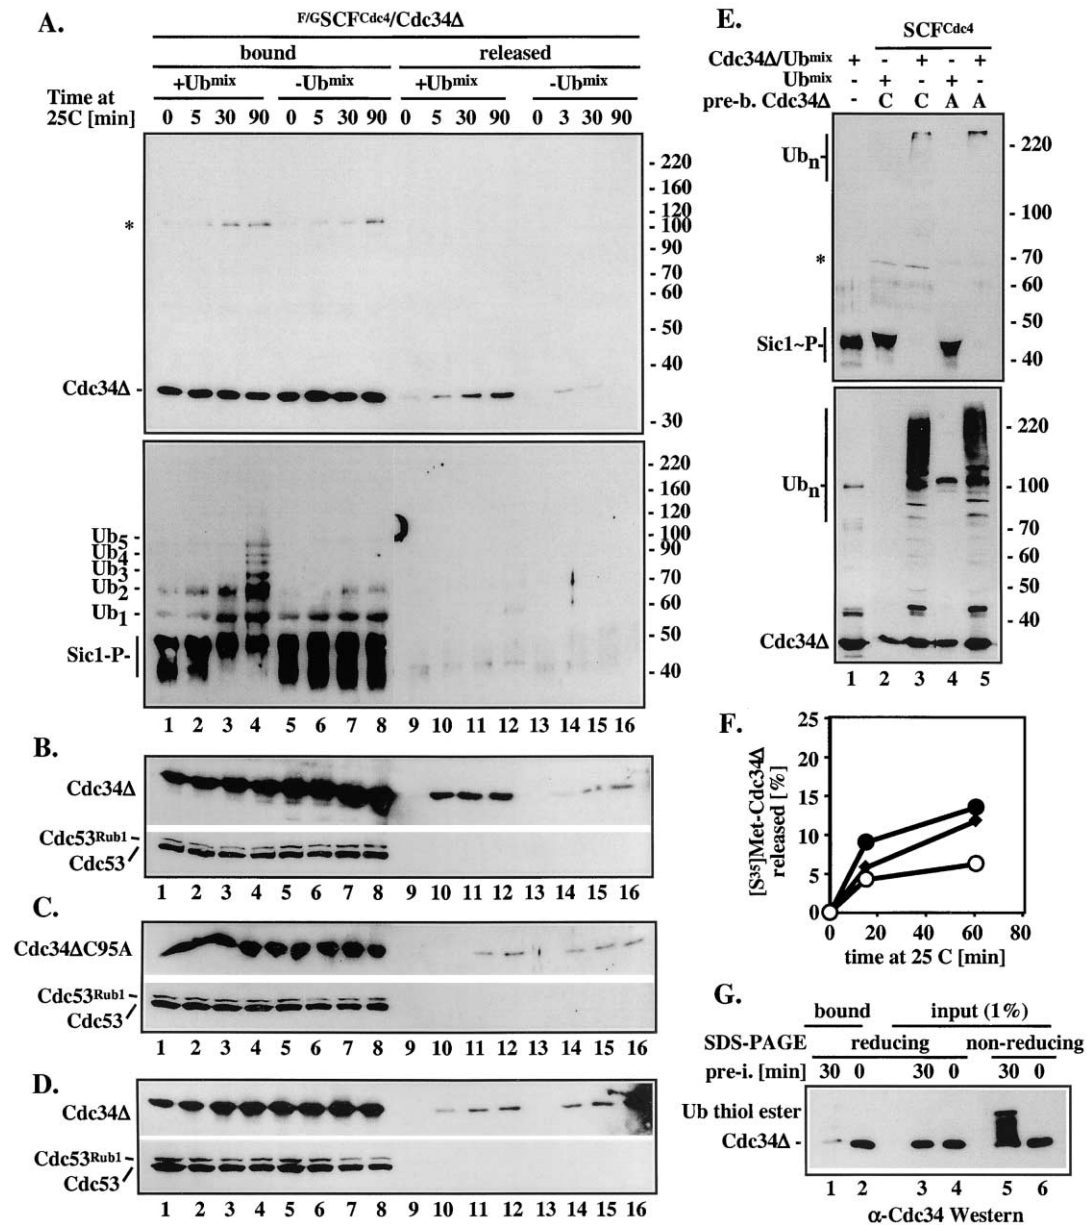 A.
F/GSCFCdc4/Cdc34Δ
bound released
+Ubmix -Ubmix +Ubmix -Ubmix
Time at
25C [min] 0 5 30 90 0 5 30 90 0 5 30 90 0 3 30 90
- 220
- 160
- 120
* - 100
- 90
- 70
- 60
- 50
- 40
Cdc34Δ -
- 30
- 220
- 160
- 120
Ub5 - - 100
Ub4 - - 90
Ub3 -
Ub2 - - 70
Ub1 - - 60
- 50
Sic1-P-
- 40
1 2 3 4 5 6 7 8 9 10 11 12 13 14 15 16
B.
Cdc34Δ
Cdc53Rub1
Cdc53
1 2 3 4 5 6 7 8 9 10 11 12 13 14 15 16
C.
Cdc34ΔC95A
Cdc53Rub1
Cdc53
1 2 3 4 5 6 7 8 9 10 11 12 13 14 15 16
D.
Cdc34Δ
Cdc53Rub1
Cdc53
1 2 3 4 5 6 7 8 9 10 11 12 13 14 15 16
E.
SCFCdc4
Cdc34Δ/Ubmix + - + - +
Ubmix - + - + -
pre-b. Cdc34Δ - C C A A
Ubn- - 220
- 100
* - 70
- 60
- 50
Sic1~P- - 40
- 220
Ubn- - 100
- 70
- 60
- 50
- 40
Cdc34Δ
1 2 3 4 5
F.
[S35]Met-Cdc34Δ
released [%]
25
20
15
10
5
0
0 20 40 60 80
time at 25 C [min]
G.
bound input (1%)
SDS-PAGE reducing non-reducing
pre-i. [min] 30 0 30 0 30 0
Ub thiol ester
Cdc34Δ -
1 2 3 4 5 6
α-Cdc34 Western